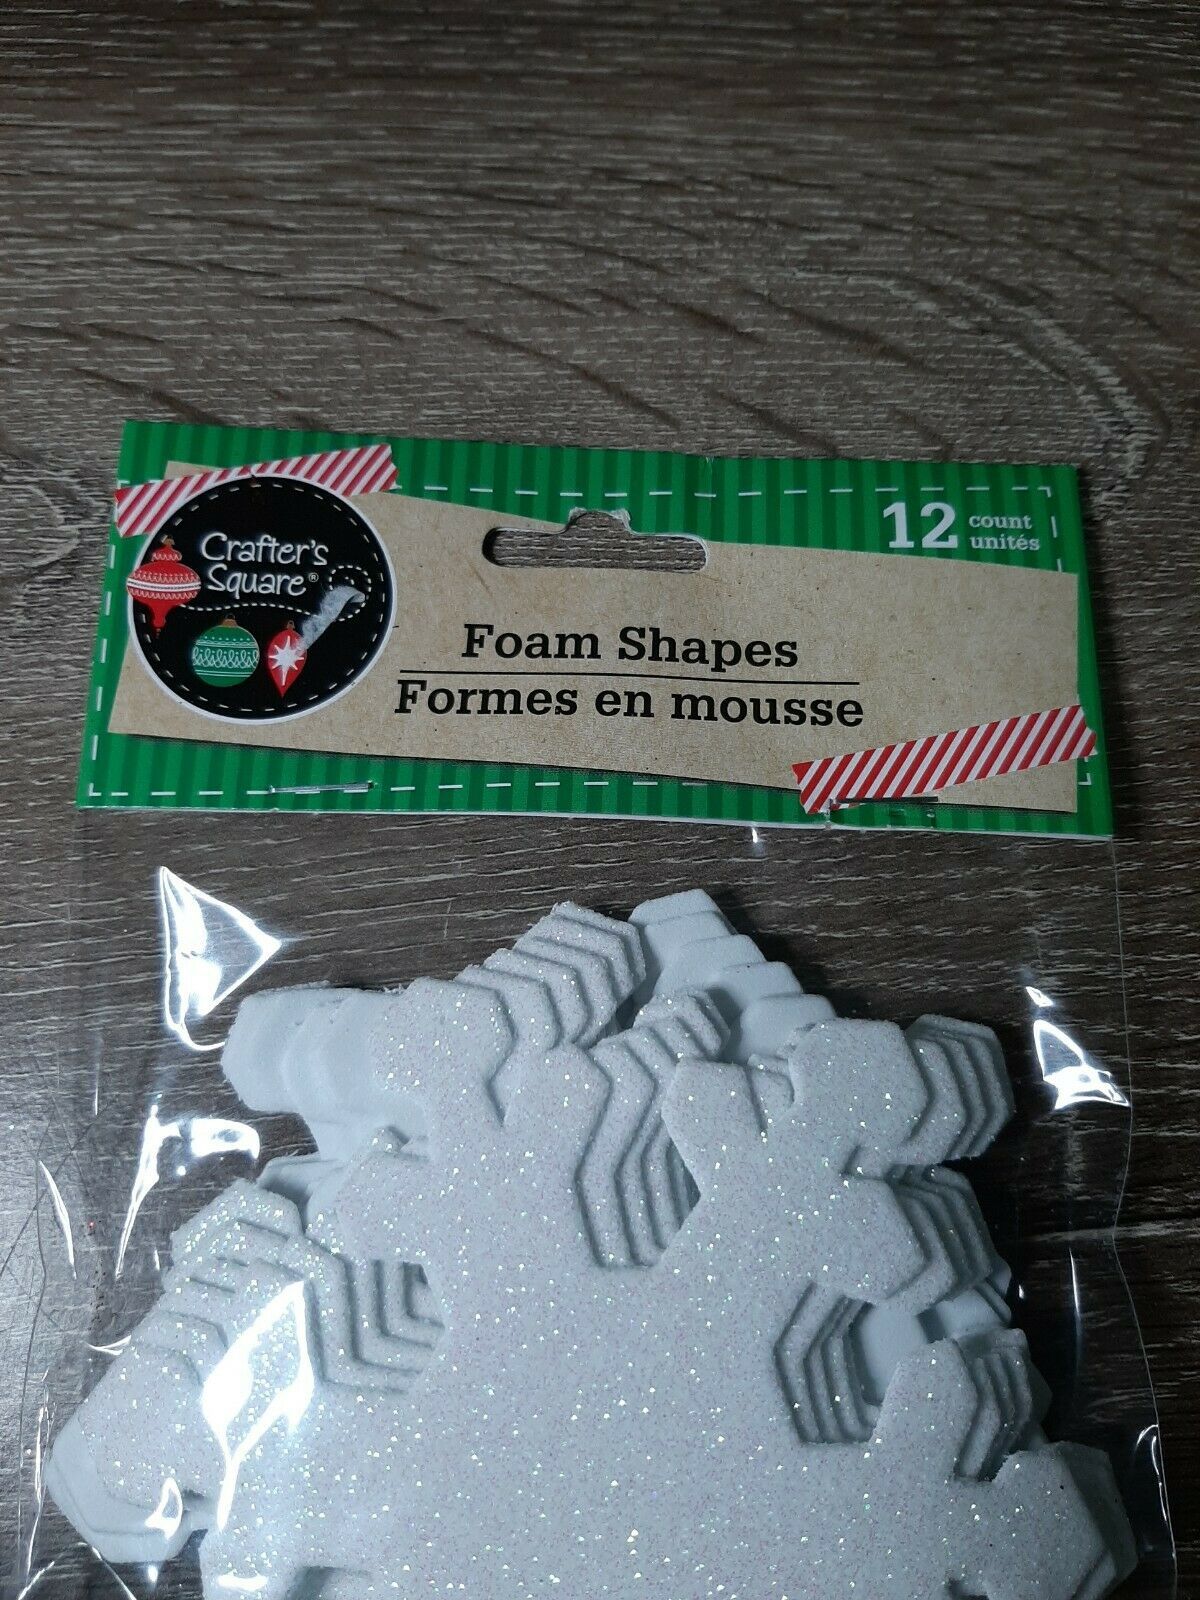 Crafter's
Square®
12 count
unités
Foam Shapes
Formes en mousse